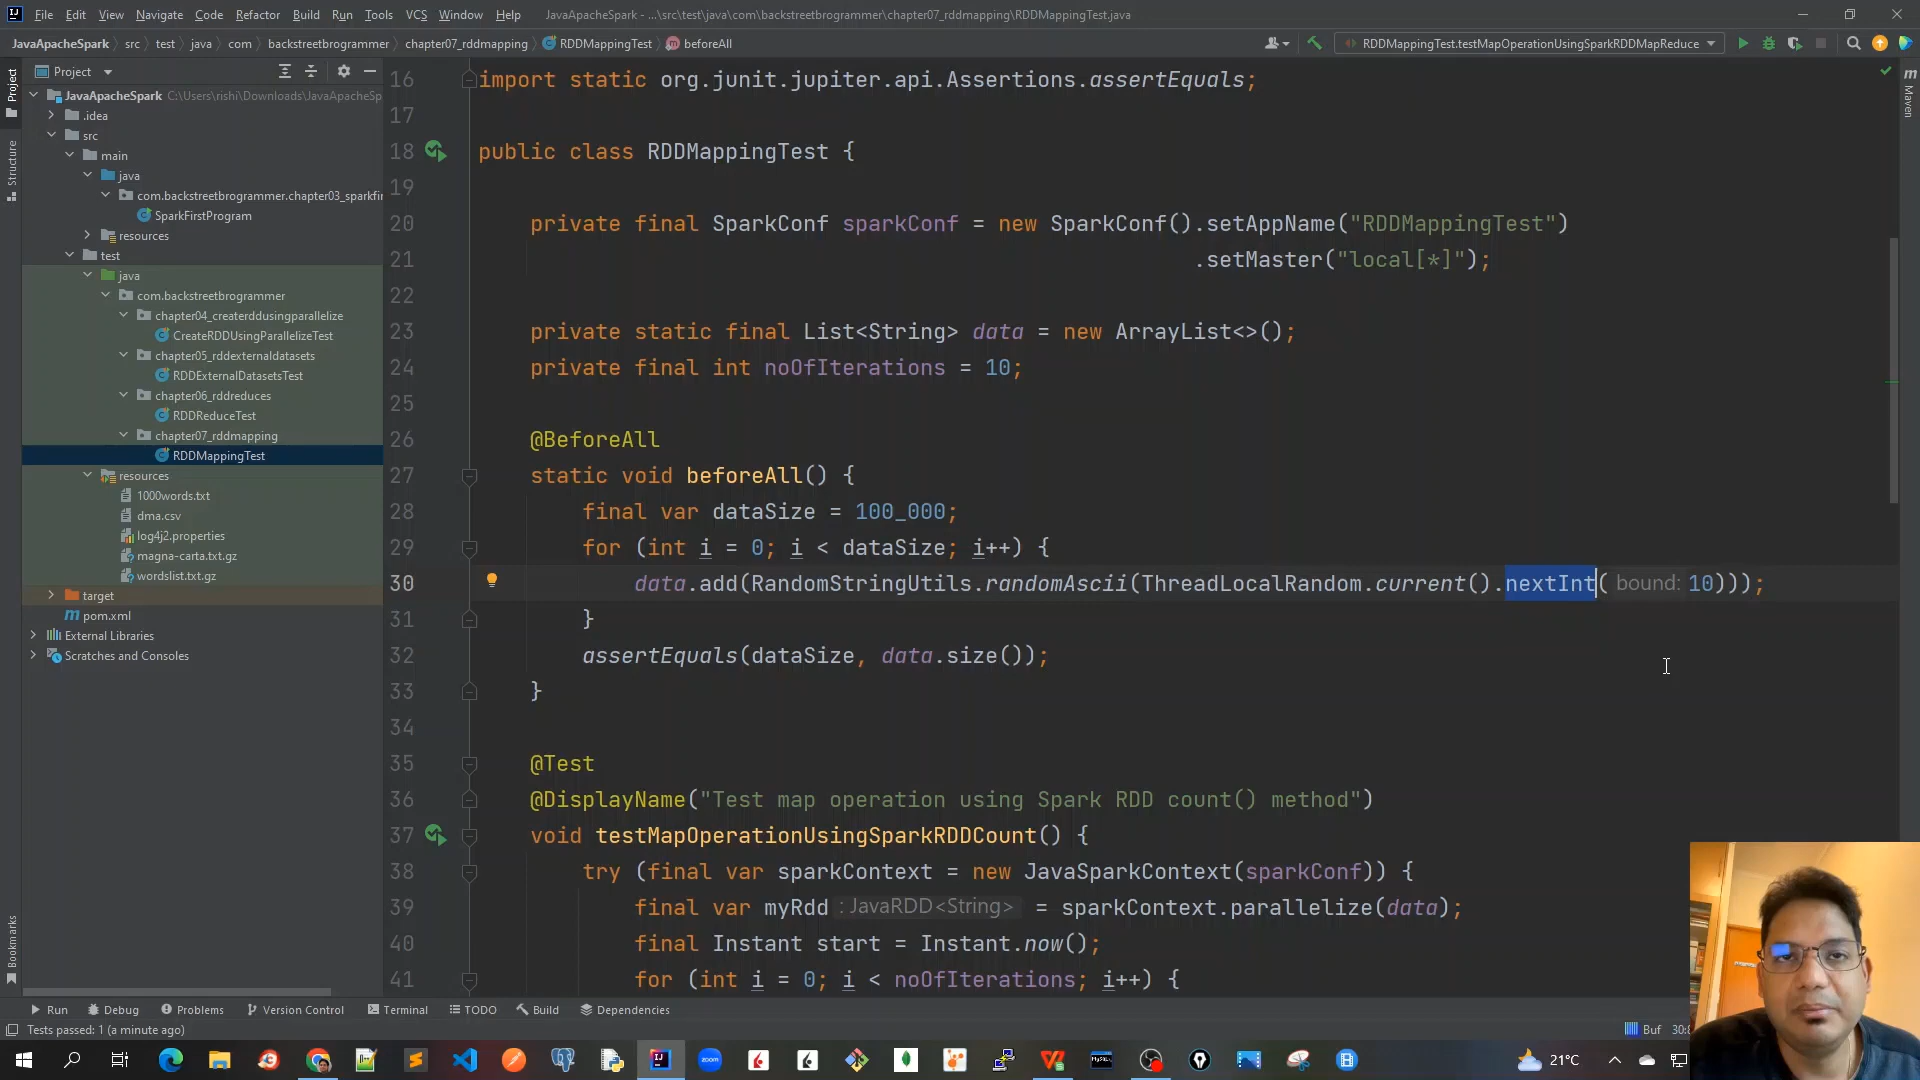 File Edit View Navigate Code Refactor Build Run Tools VCS Window Help JavaApacheSpark - ...\src\test\java\com\backstreetbrogrammer\chapter07_rddmapping\RDDMappingTest.java
JavaApacheSpark src test java com backstreetbrogrammer chapter07_rddmapping RDDMappingTest beforeAll RDDMappingTest.testMapOperationUsingSparkRDDMapReduce
Project
JavaApacheSpark C:\Users\rishi\Downloads\JavaApacheSp
.idea
src
main
java
com.backstreetbrogrammer.chapter03_sparkfir
SparkFirstProgram
resources
test
java
com.backstreetbrogrammer
chapter04_createrddusingparallelize
CreateRDDUsingParallelizeTest
chapter05_rddexternaldatasets
RDDExternalDatasetsTest
chapter06_rddreduces
RDDReduceTest
chapter07_rddmapping
RDDMappingTest
resources
1000words.txt
dma.csv
log4j2.properties
magna-carta.txt.gz
wordslist.txt.gz
target
pom.xml
External Libraries
Scratches and Consoles
Project
Structure
Bookmarks
Maven
16 import static org.junit.jupiter.api.Assertions.assertEquals;
17
18 public class RDDMappingTest {
19
20 private final SparkConf sparkConf = new SparkConf().setAppName("RDDMappingTest")
21 .setMaster("local[*]");
22
23 private static final List<String> data = new ArrayList<>();
24 private final int noOfIterations = 10;
25
26 @BeforeAll
27 static void beforeAll() {
28 final var dataSize = 100_000;
29 for (int i = 0; i < dataSize; i++) {
30 data.add(RandomStringUtils.randomAscii(ThreadLocalRandom.current().nextInt( bound: 10)));
31 }
32 assertEquals(dataSize, data.size());
33 }
34
35 @Test
36 @DisplayName("Test map operation using Spark RDD count() method")
37 void testMapOperationUsingSparkRDDCount() {
38 try (final var sparkContext = new JavaSparkContext(sparkConf)) {
39 final var myRdd : JavaRDD<String> = sparkContext.parallelize(data);
40 final Instant start = Instant.now();
41 for (int i = 0; i < noOfIterations; i++) {
Run Debug Problems Version Control Terminal TODO Build Dependencies
Tests passed: 1 (a minute ago) Buf
zoom
21°C